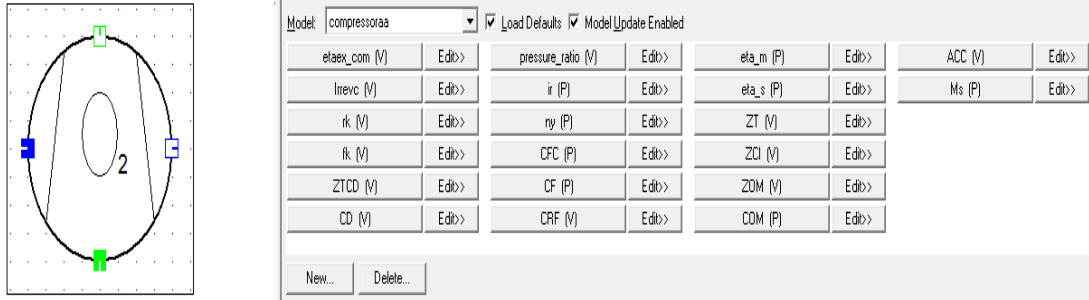 2
Model: compressoraa Load Defaults Model Update Enabled
etaex_com (V) Edit>> pressure_ratio (V) Edit>> eta_m (P) Edit>> ACC (V) Edit>>
Irrevc (V) Edit>> ir (P) Edit>> eta_s (P) Edit>> Ms (P) Edit>>
rk (V) Edit>> ny (P) Edit>> ZT (V) Edit>>
fk (V) Edit>> CFC (P) Edit>> ZCI (V) Edit>>
ZTCD (V) Edit>> CF (P) Edit>> ZOM (V) Edit>>
CD (V) Edit>> CRF (V) Edit>> COM (P) Edit>>
New... Delete...